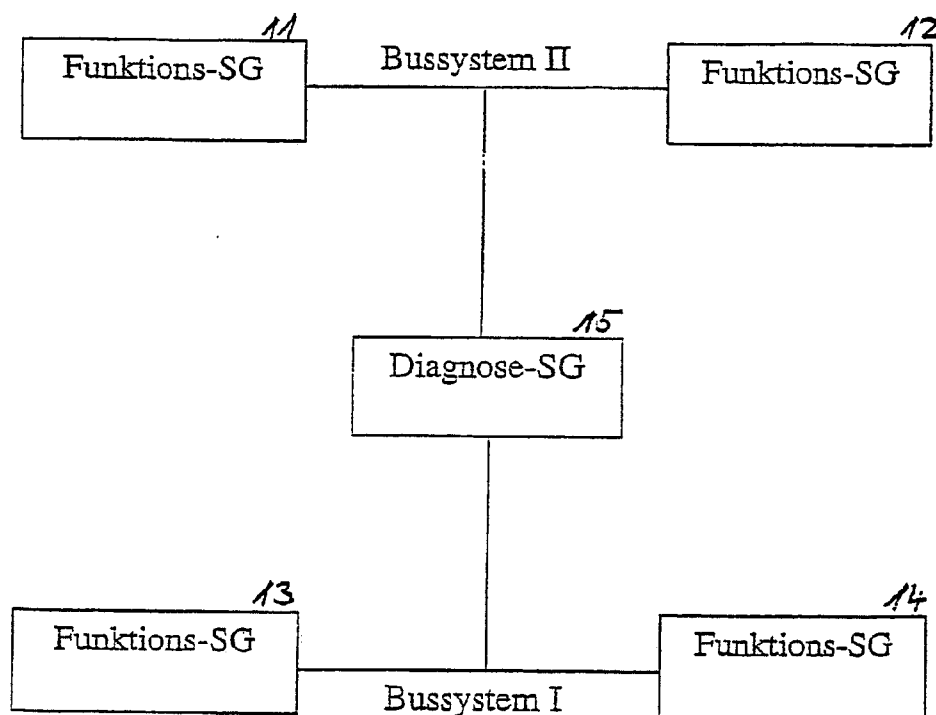 11
Funktions-SG
Bussystem II
12
Funktions-SG
15
Diagnose-SG
13
Funktions-SG
Bussystem I
14
Funktions-SG